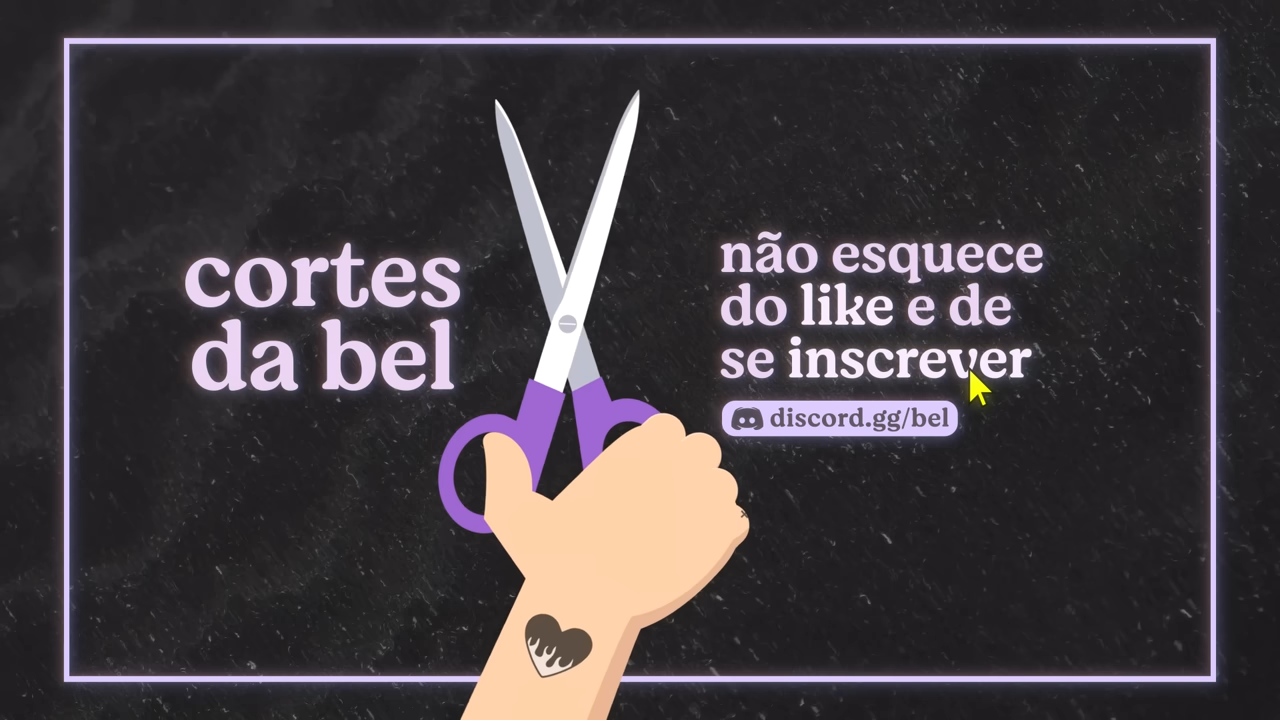 cortes
da bel
não esquece
do like e de
se inscrever
discord.gg/bel